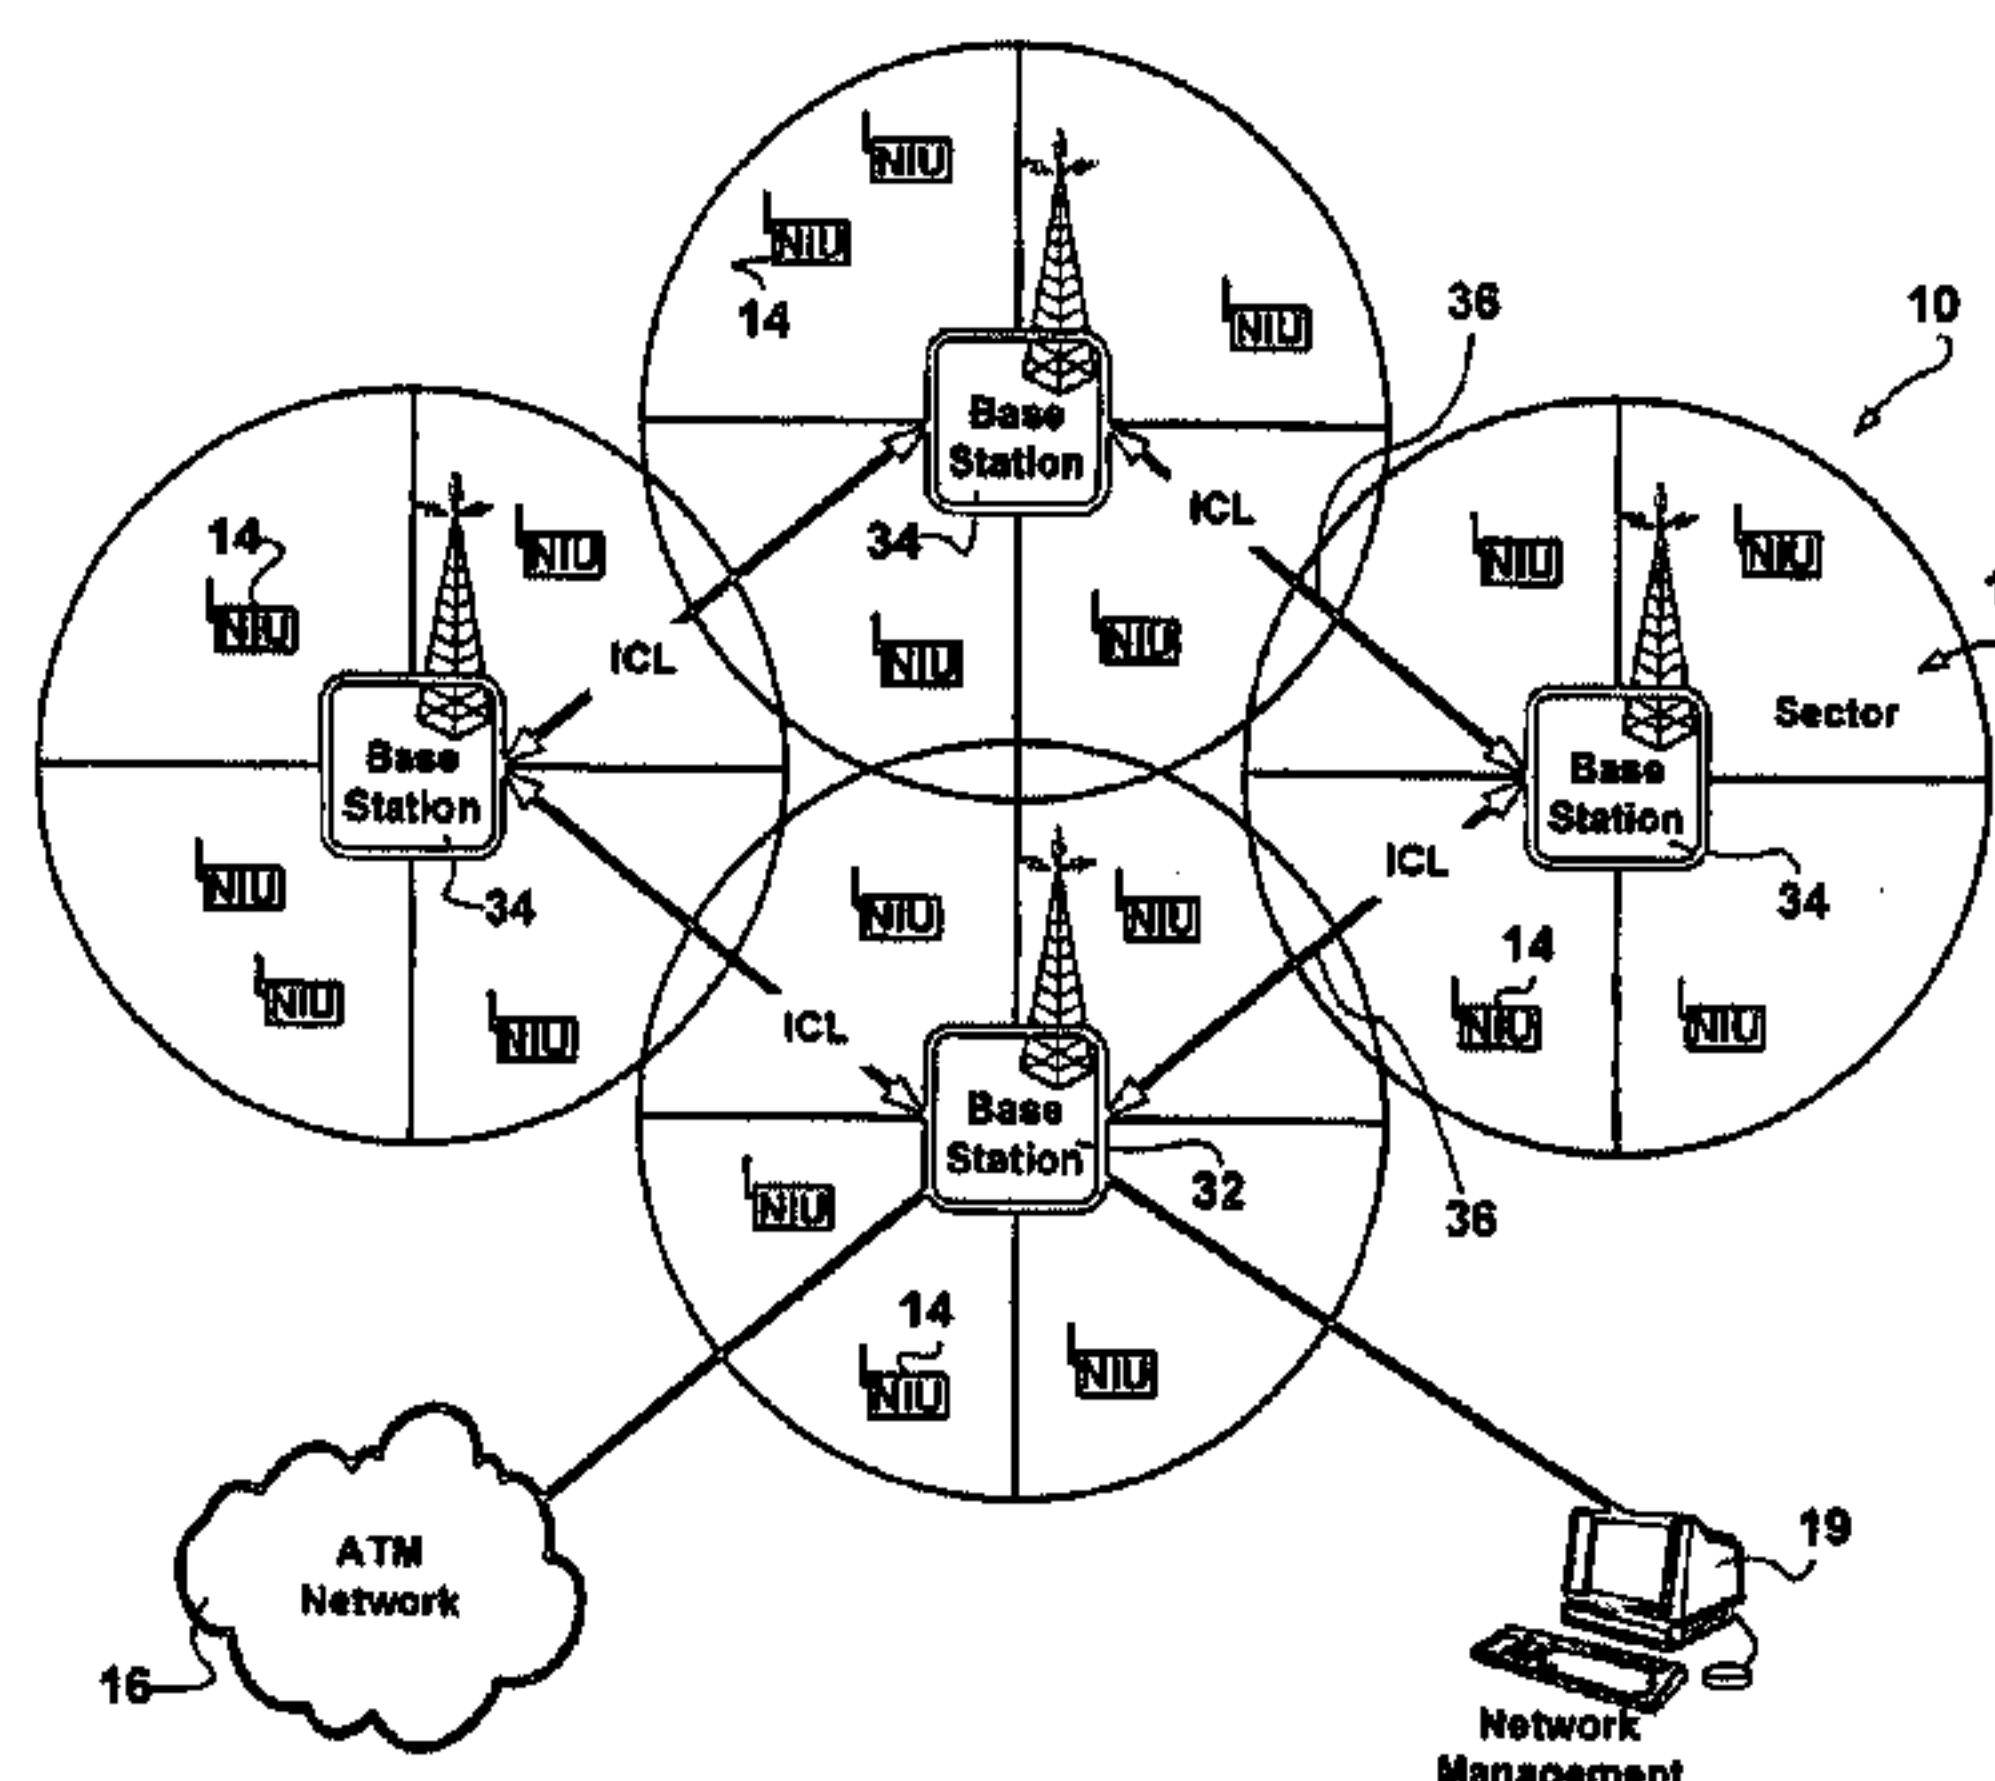 NIU
NIU
14
NIU
36
10
Base
Station
ICL
34
14
NIU
NIU
NIU
NIU
NIU
NIU
ICL
Sector
Base
Station
Base
Station
ICL
34
34
NIU
NIU
NIU
NIU
NIU
14
NIU
NIU
ICL
Base
Station
32
36
NIU
14
NIU
NIU
ATM
Network
16
19
Network
Management